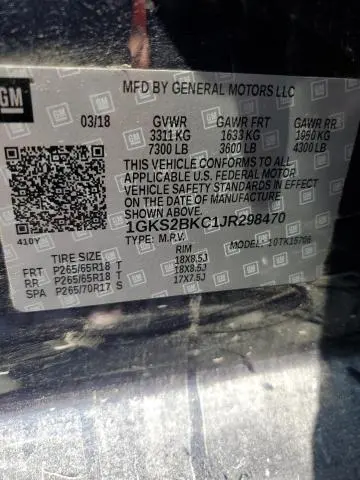 GM
MFD BY GENERAL MOTORS LLC
03/18 GVWR GAWR FRT GAWR RR
3311 KG 1633 KG 1950 KG
7300 LB 3600 LB 4300 LB
THIS VEHICLE CONFORMS TO ALL
APPLICABLE U.S. FEDERAL MOTOR
VEHICLE SAFETY AND THEFT PREVENTION
STANDARDS IN EFFECT ON THE DATE OF
MANUFACTURE SHOWN ABOVE.
1GKS2BKC1JR298470
410Y TYPE: M.P.V. MODEL: 10TK15706
TIRE SIZE RIM
FRT P265/65R18 T 18X8.5J
RR P265/65R18 T 18X8.5J
SPA P265/70R17 S 17X7.5J